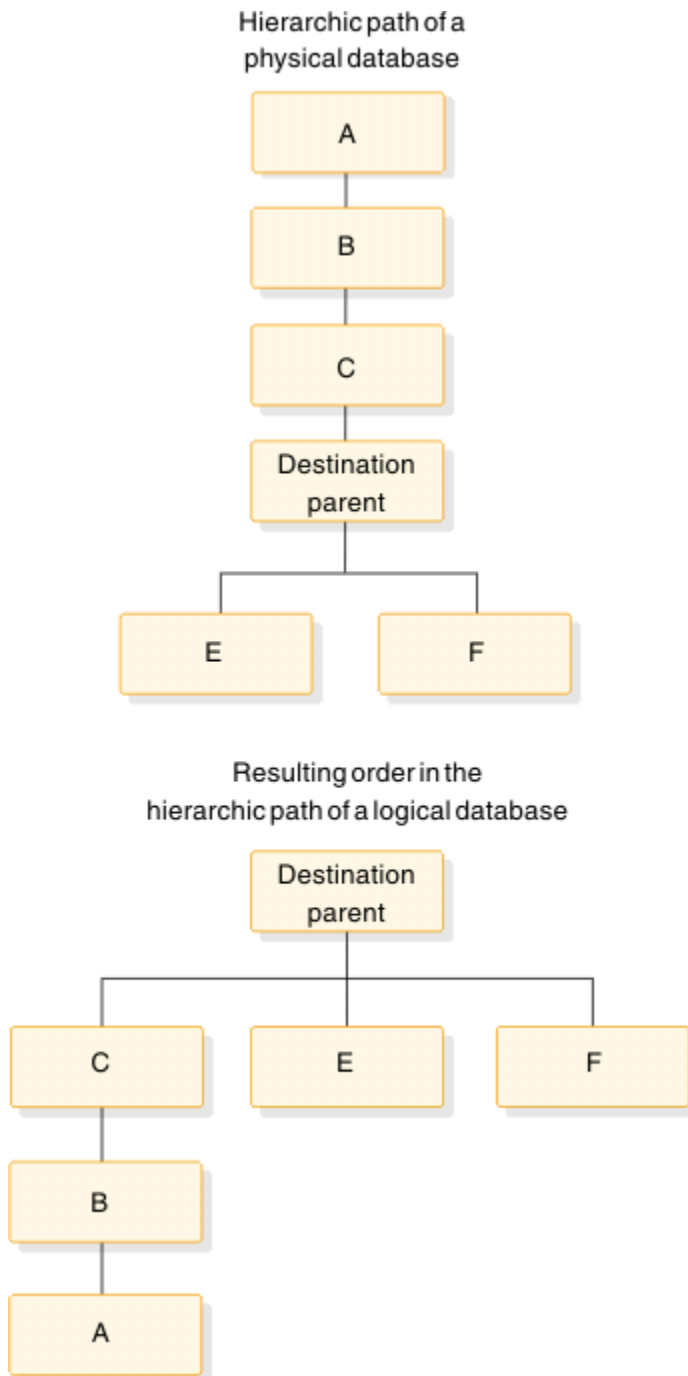 Hierarchic path of a
physical database
A
B
C
Destination
parent
E
F
Resulting order in the
hierarchic path of a logical database
Destination
parent
C
E
F
B
A